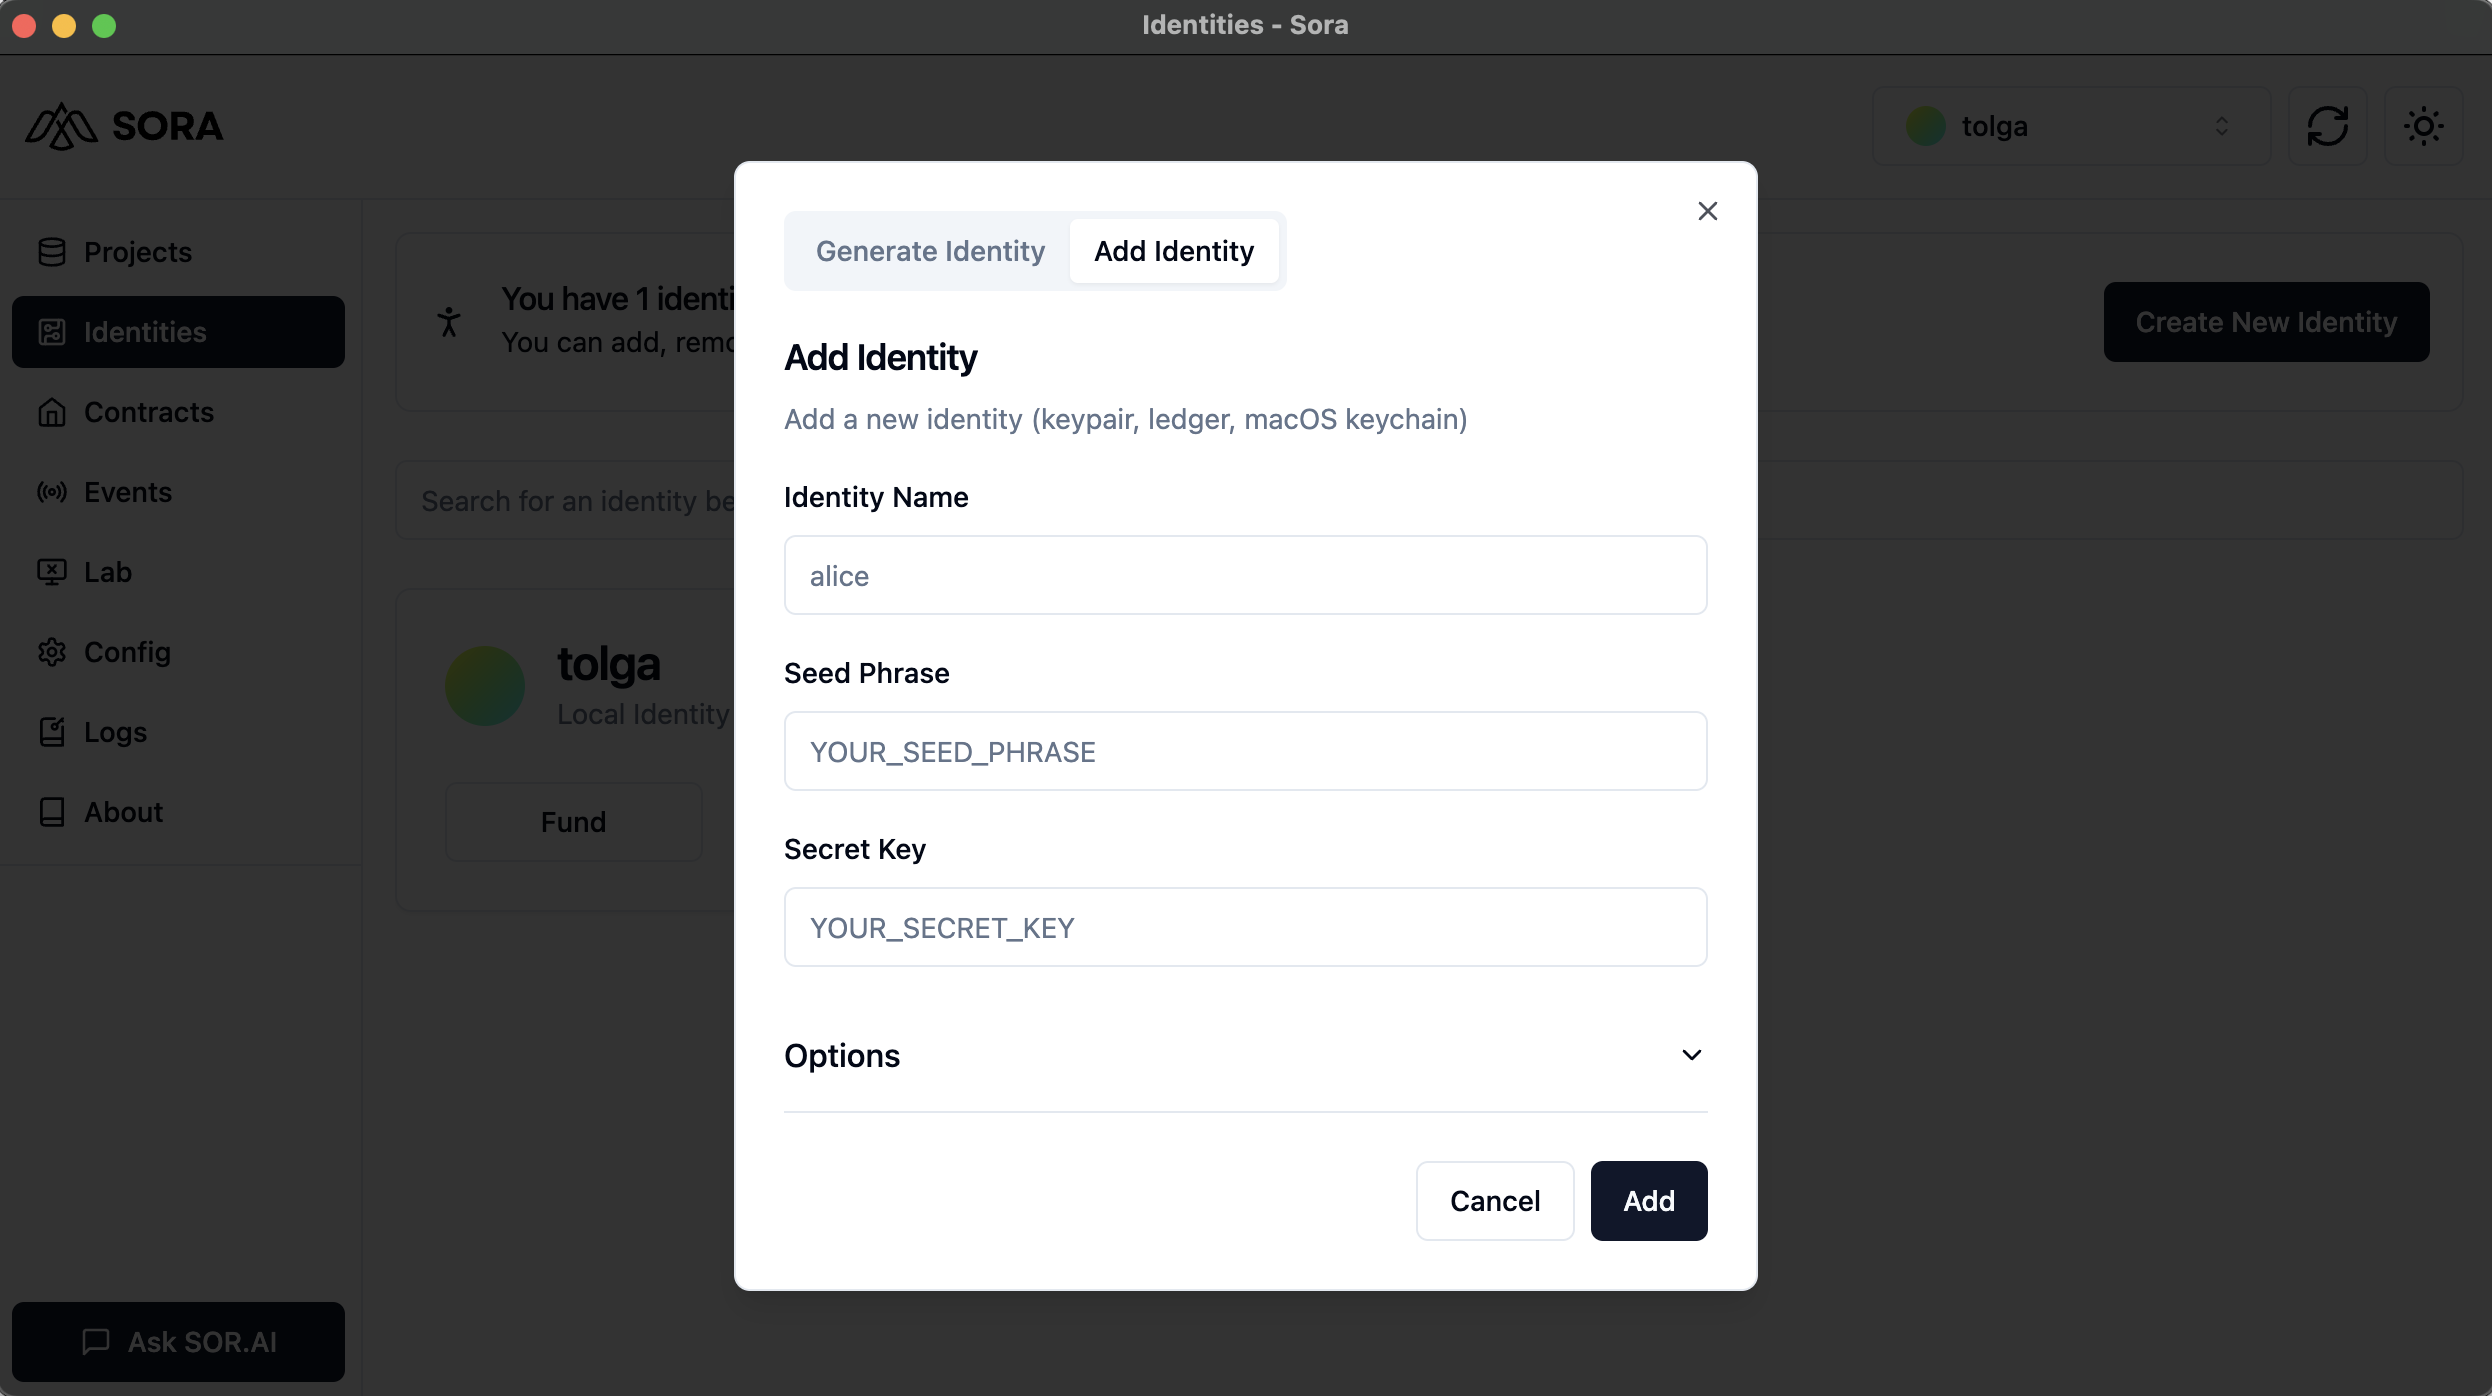 Identities - Sora
SORA
tolga
Projects
Identities
Contracts
Events
Lab
Config
Logs
About
Ask SOR.AI
You have 1 identi
You can add, remo
Create New Identity
Search for an identity be
tolga
Local Identity
Fund
Generate Identity
Add Identity
Add Identity
Add a new identity (keypair, ledger, macOS keychain)
Identity Name
alice
Seed Phrase
YOUR_SEED_PHRASE
Secret Key
YOUR_SECRET_KEY
Options
Cancel
Add